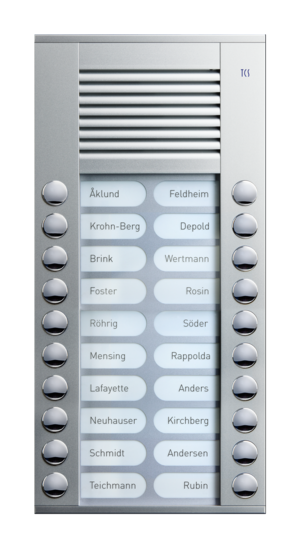 TCS
Åklund Feldheim
Krohn-Berg Depold
Brink Wertmann
Foster Rosin
Röhrig Söder
Mensing Rappolda
Lafayette Anders
Neuhauser Kirchberg
Schmidt Andersen
Teichmann Rubin